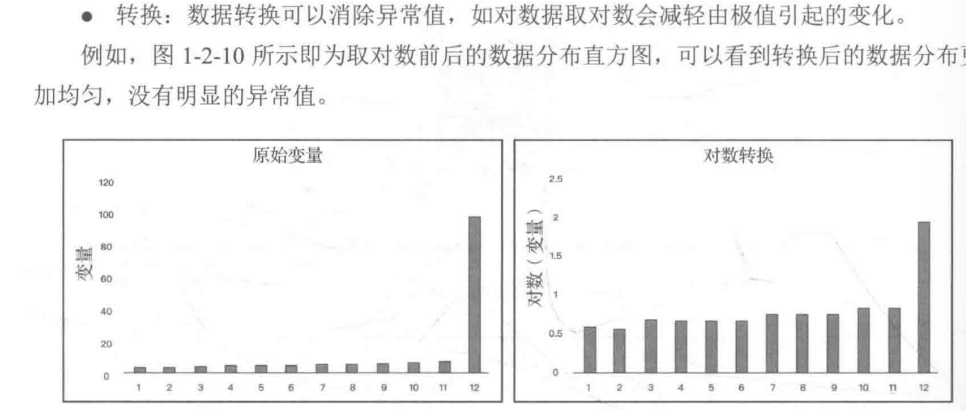 ● 转换：数据转换可以消除异常值，如对数据取对数会减轻由极值引起的变化。
例如，图 1-2-10 所示即为取对数前后的数据分布直方图，可以看到转换后的数据分布
加均匀，没有明显的异常值。
原始变量
变量
120
100
80
60
40
20
0
1 2 3 4 5 6 7 8 9 10 11 12
对数转换
对数（变量）
2.5
2
1.5
1
0.5
0
1 2 3 4 5 6 7 8 9 10 11 12